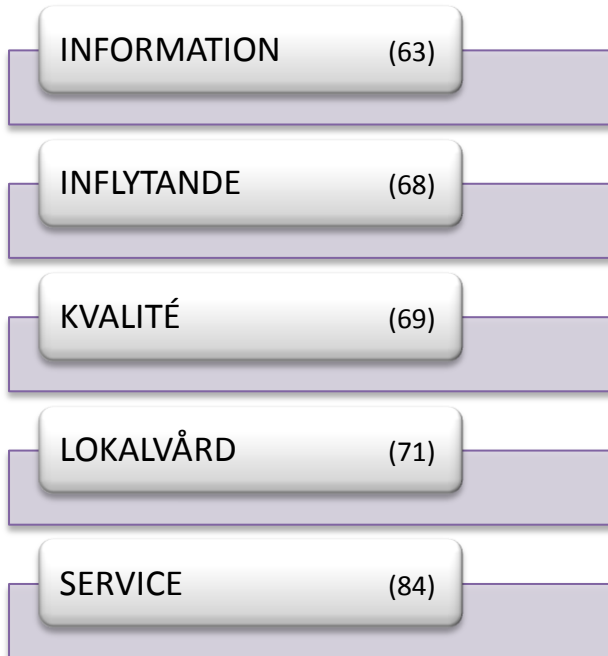 INFORMATION (63)
INFLYTANDE (68)
KVALITÉ (69)
LOKALVÅRD (71)
SERVICE (84)